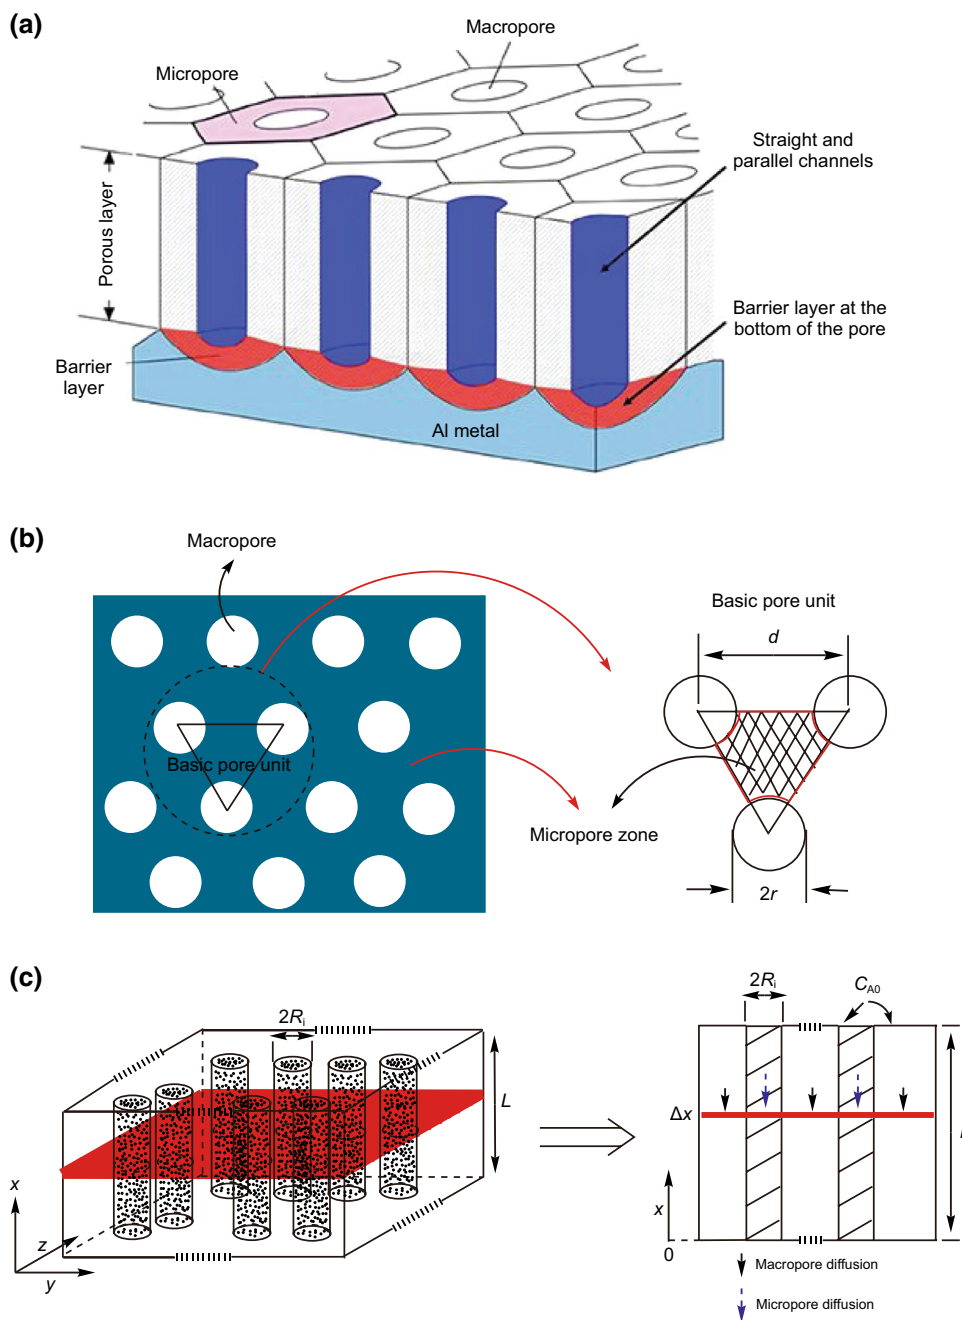 (a)
Macropore
Micropore
Straight and
parallel channels
Porous layer
Barrier layer at the
bottom of the pore
Barrier
layer
Al metal
(b)
Macropore
Basic pore unit
d
Basic pore unit
Micropore zone
2r
(c)
2Ri
L
x
z
y
2Ri
CA0
Δx
x
0
Macropore diffusion
Micropore diffusion